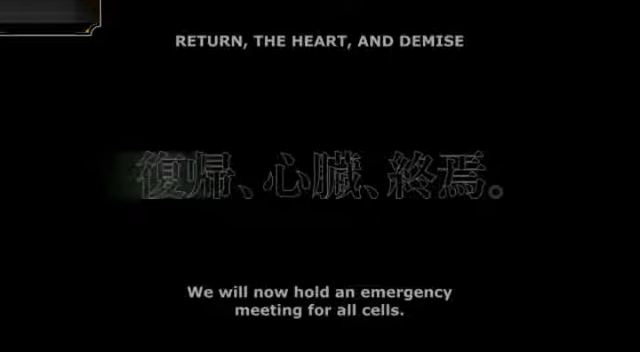 RETURN, THE HEART, AND DEMISE
復帰、心臓、終焉。
We will now hold an emergency
meeting for all cells.